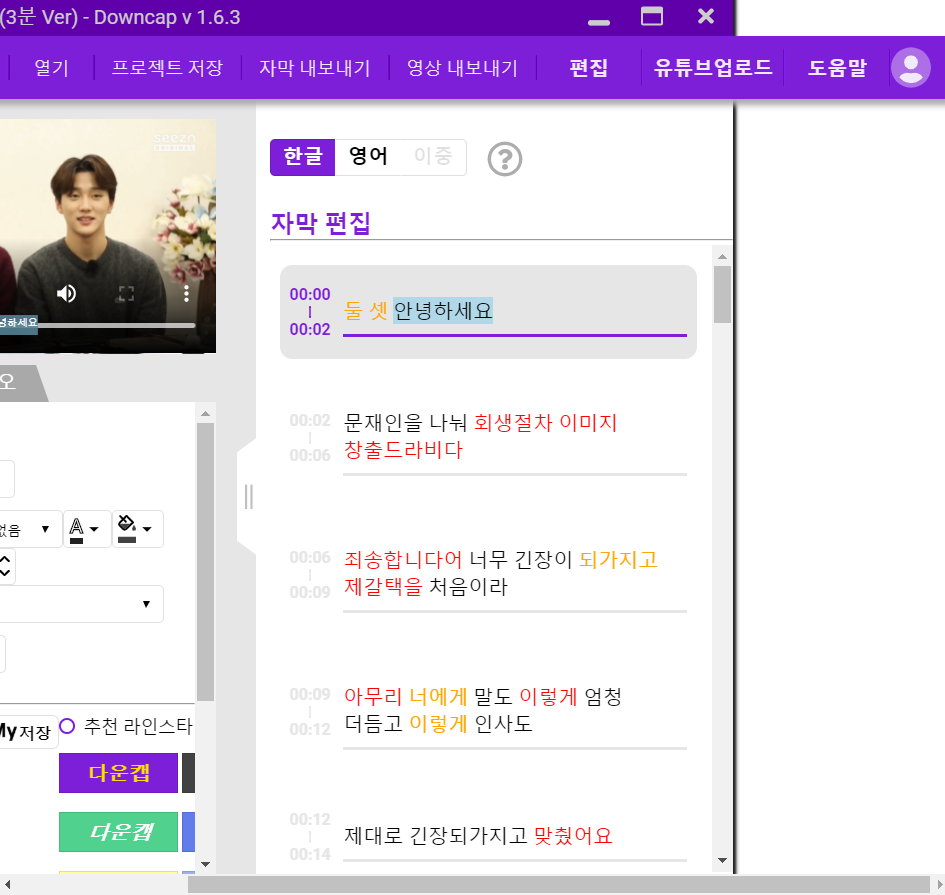 (3분 Ver) - Downcap v 1.6.3
열기 프로젝트 저장 자막 내보내기 영상 내보내기 편집 유튜브업로드 도움말
seezn
ORIGINAL
녕하세요
오
없음
My저장
추천 라인스타
다운캡
다운캡
한글 영어 이중
자막 편집
00:00
00:02
둘 셋 안녕하세요
00:02
00:06
문재인을 나눠 회생절차 이미지
창출드라비다
00:06
00:09
죄송합니다어 너무 긴장이 되가지고
제갈택을 처음이라
00:09
00:12
아무리 너에게 말도 이렇게 엄청
더듬고 이렇게 인사도
00:12
00:14
제대로 긴장되가지고 맞췄어요